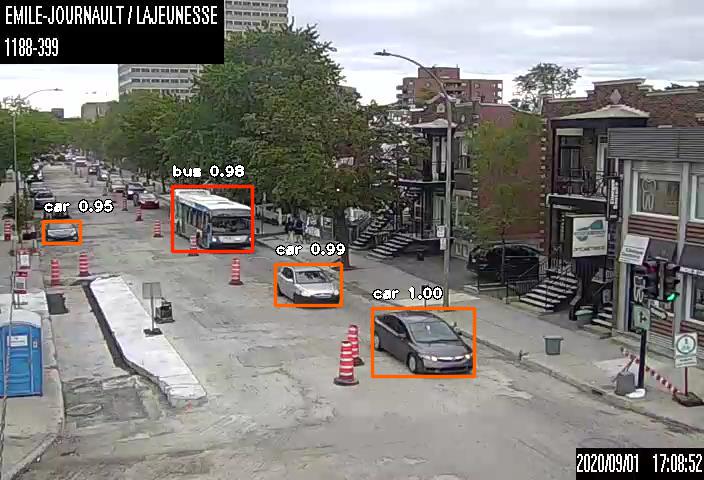 EMILE-JOURNAULT / LAJEUNESSE
1188-399
bus 0.98
car 0.95
car 0.99
car 1.00
2020/09/01 17:08:52